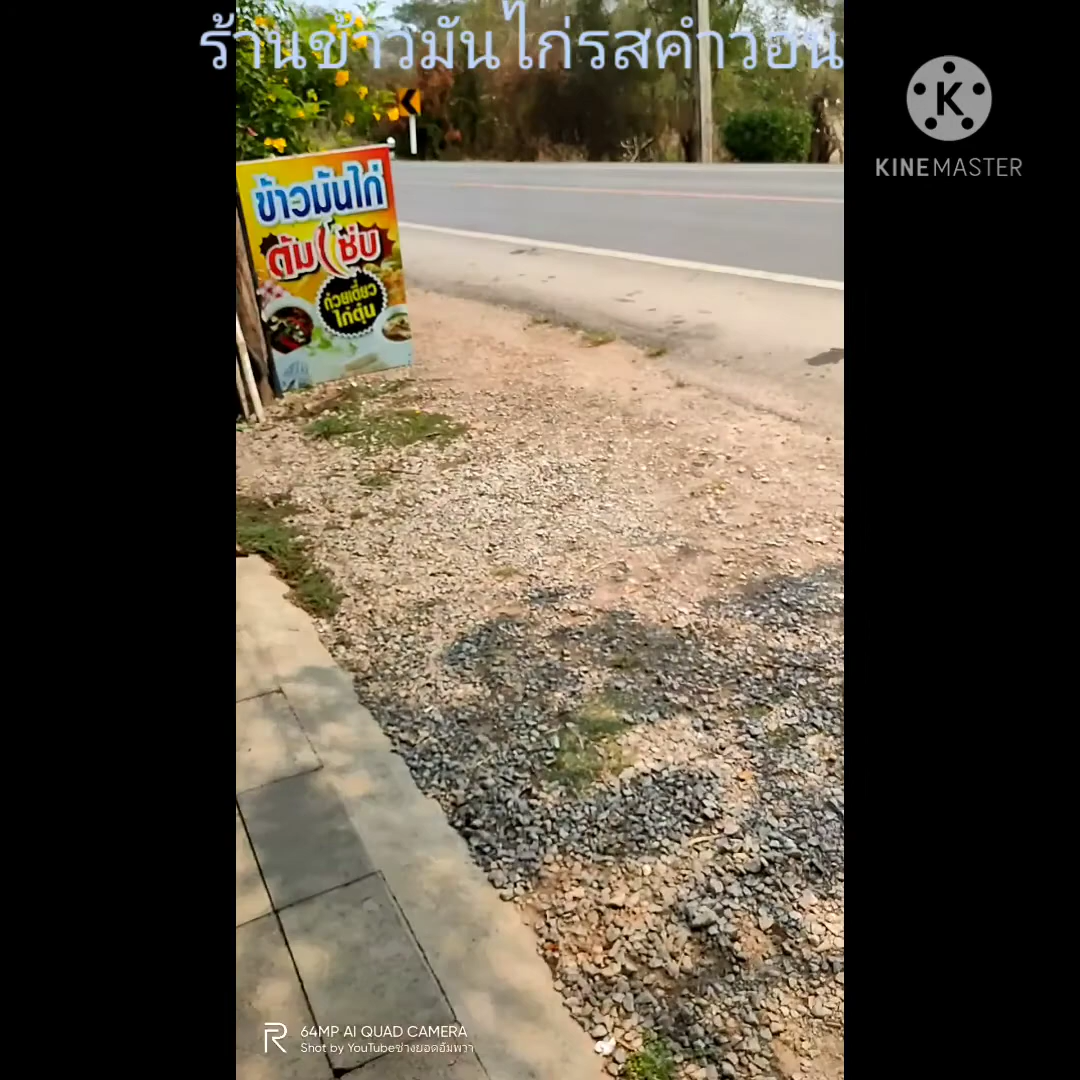 ร้านข้าวมันไก่รสคำวอน
KINEMASTER
ข้าวมันไก่
ตัม แซ่บ
ก๋วยเตี๋ยว
ไก่ตุ๋น
64MP AI QUAD CAMERA
Shot by YouTubeช่างยอดอัมพวา